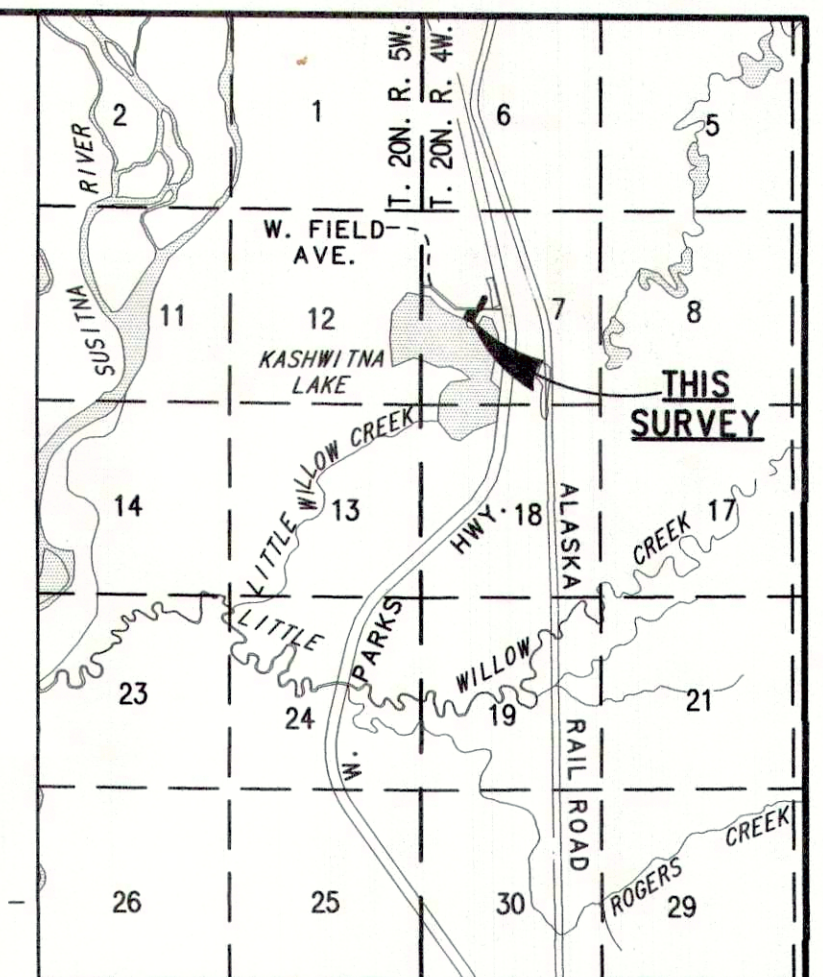 T. 20N. R. 5W.
T. 20N. R. 4W.
2
1
6
5
RIVER
SUSITNA
W. FIELD
AVE.
11
12
7
8
KASHWITNA
LAKE
THIS
SURVEY
LITTLE WILLOW CREEK
14
13
HWY.
18
ALASKA
CREEK
17
LITTLE
PARKS
WILLOW
23
24
19
21
W.
RAIL ROAD
CREEK
ROGERS
26
25
30
29